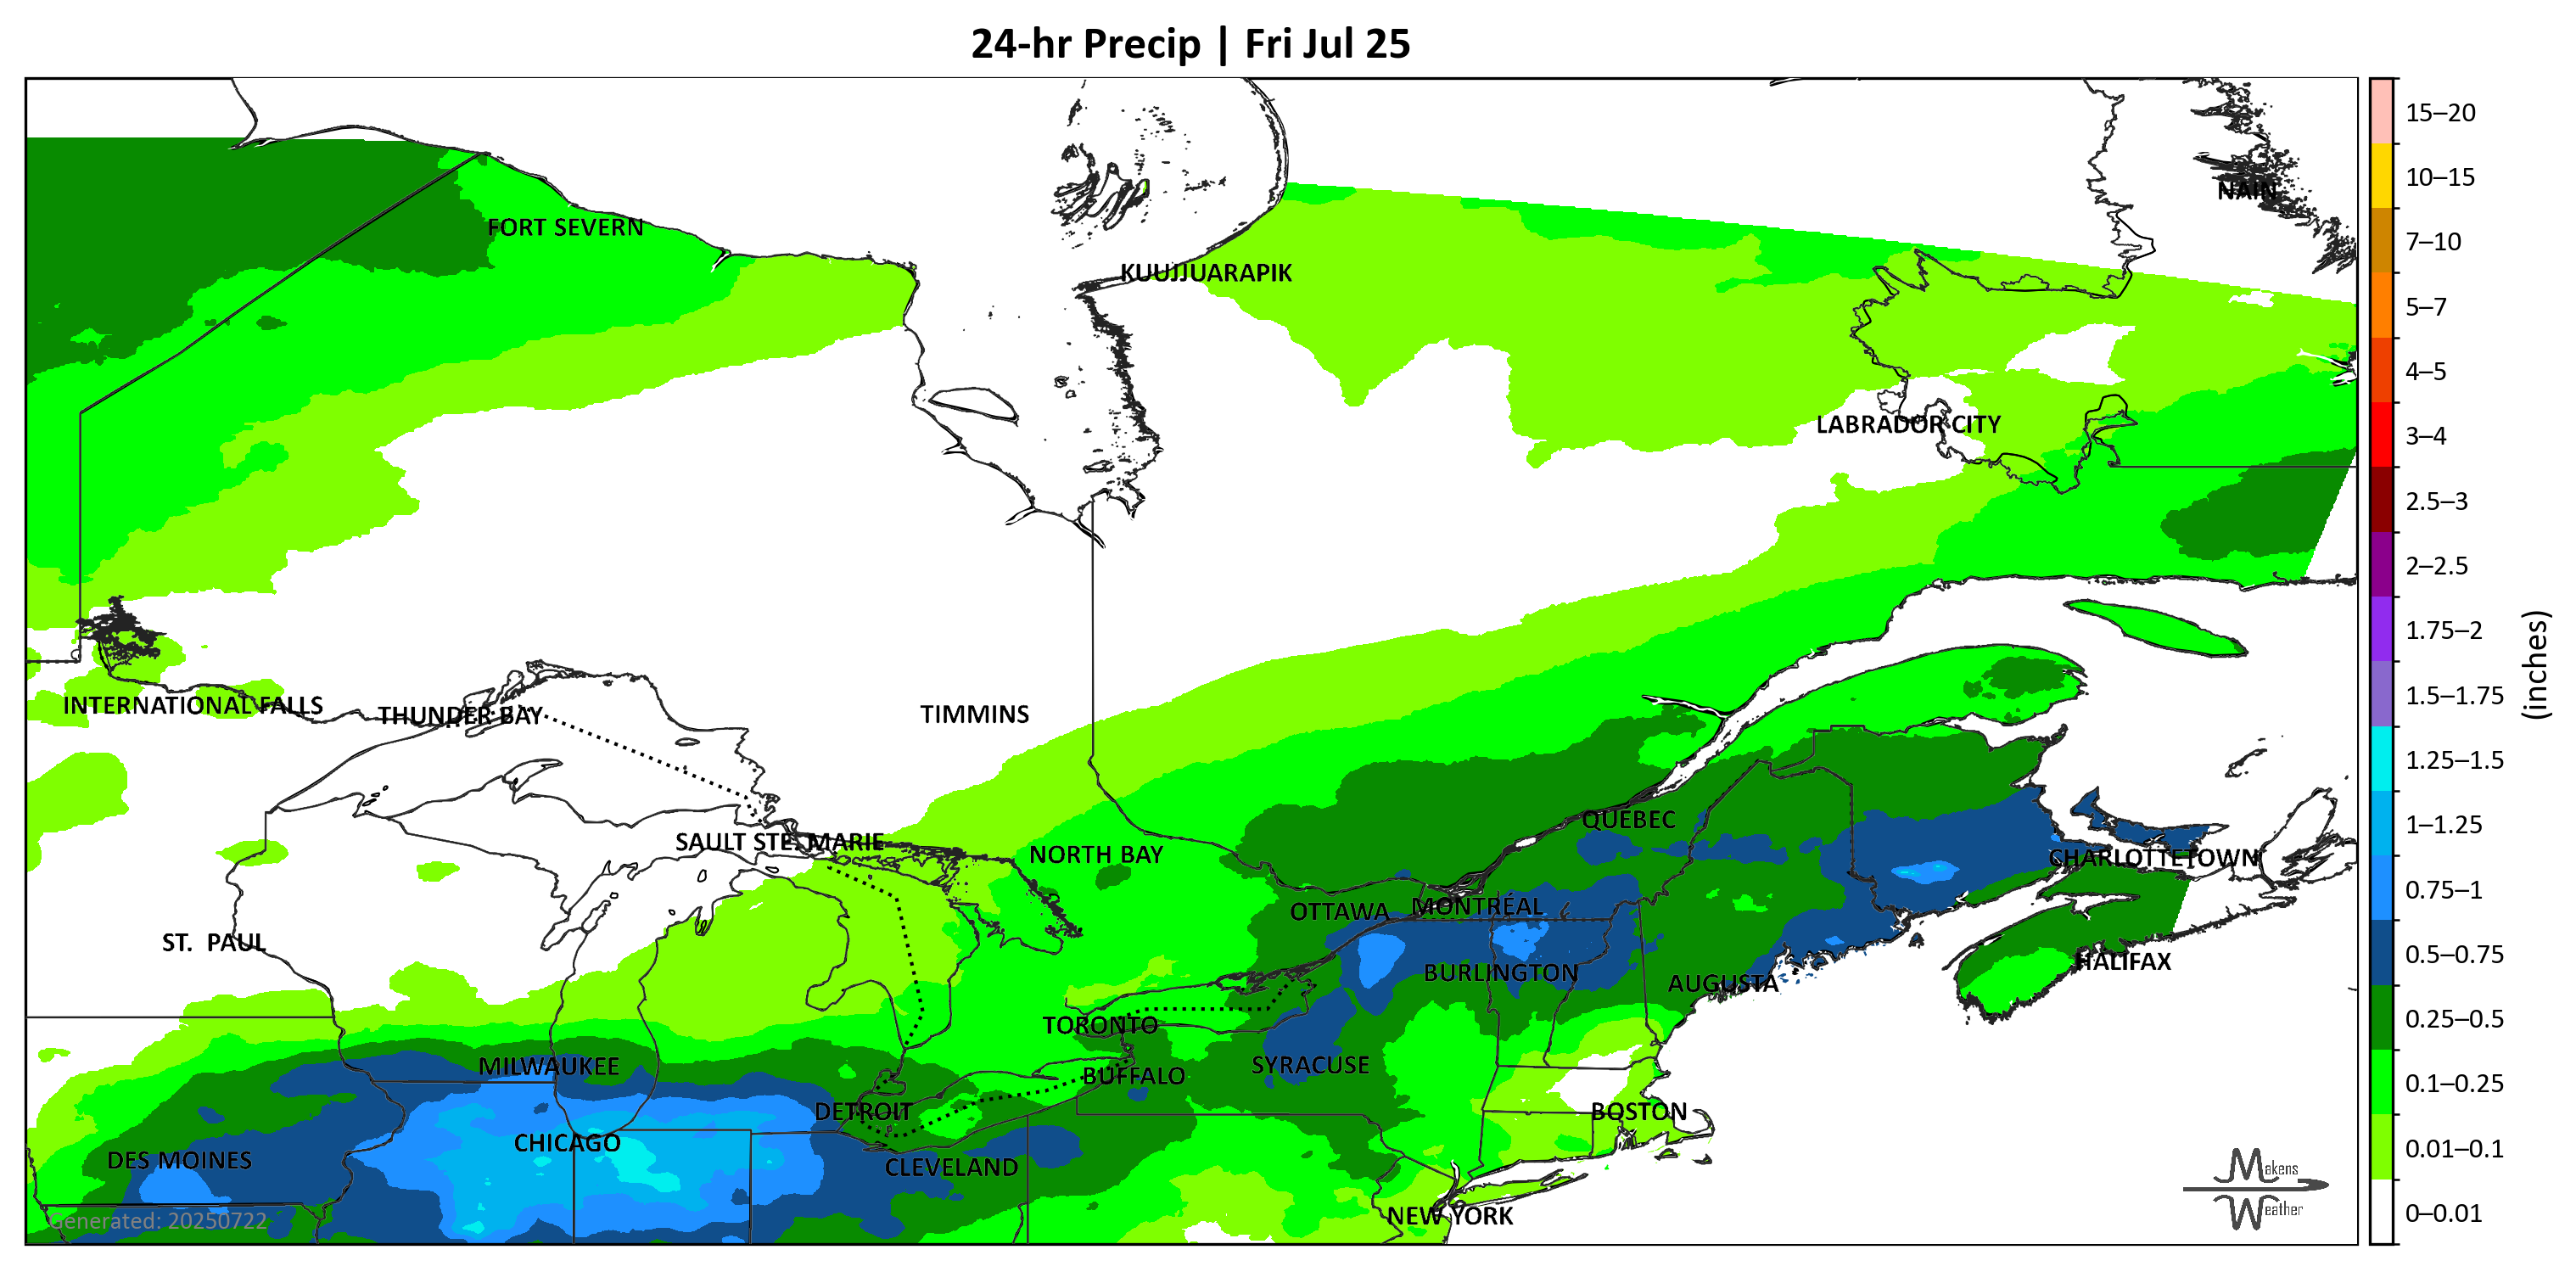 24-hr Precip | Fri Jul 25
15–20
10–15
7–10
5–7
4–5
3–4
2.5–3
2–2.5
1.75–2
1.5–1.75
1.25–1.5
1–1.25
0.75–1
0.5–0.75
0.25–0.5
0.1–0.25
0.01–0.1
0–0.01
(inches)
NAIN
FORT SEVERN
KUUJJUARAPIK
LABRADOR CITY
INTERNATIONAL FALLS
THUNDER BAY
TIMMINS
QUEBEC
SAULT STE. MARIE
NORTH BAY
CHARLOTTETOWN
OTTAWA
MONTRÉAL
ST. PAUL
HALIFAX
BURLINGTON
AUGUSTA
TORONTO
MILWAUKEE
SYRACUSE
BUFFALO
DETROIT
BOSTON
CHICAGO
DES MOINES
CLEVELAND
NEW YORK
Generated: 20250722
Makens
Weather